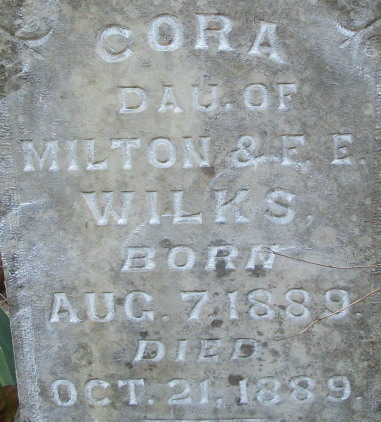 CORA
DAU. OF
MILTON & F. E.
WILKS,
BORN
AUG. 7, 1889.
DIED
OCT. 21, 1889.